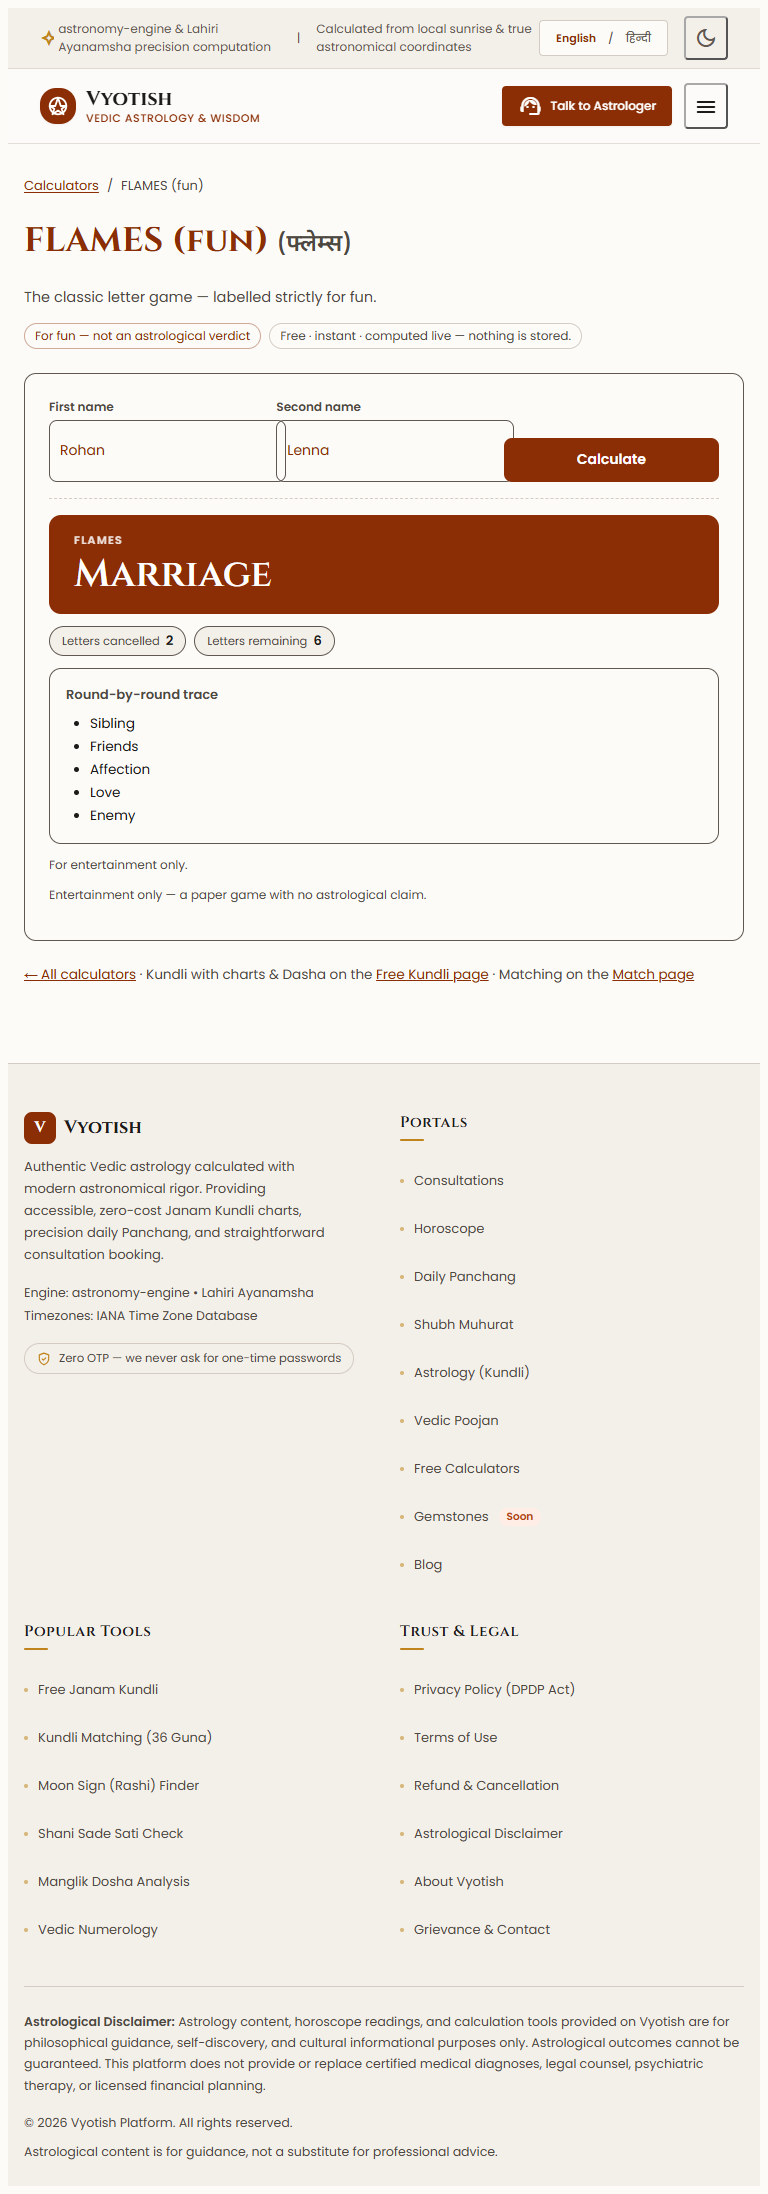 astronomy-engine & Lahiri
Ayanamsha precision computation
|
Calculated from local sunrise & true
astronomical coordinates
English / हिन्दी
Vyotish
VEDIC ASTROLOGY & WISDOM
Talk to Astrologer
Calculators / FLAMES (fun)
FLAMES (fun) (फ्लेम्स)
The classic letter game — labelled strictly for fun.
For fun — not an astrological verdict
Free · instant · computed live — nothing is stored.
First name
Second name
Rohan
Lenna
Calculate
FLAMES
Marriage
Letters cancelled 2
Letters remaining 6
Round-by-round trace
• Sibling
• Friends
• Affection
• Love
• Enemy
For entertainment only.
Entertainment only — a paper game with no astrological claim.
← All calculators · Kundli with charts & Dasha on the Free Kundli page · Matching on the Match page
V Vyotish
Authentic Vedic astrology calculated with
modern astronomical rigor. Providing
accessible, zero-cost Janam Kundli charts,
precision daily Panchang, and straightforward
consultation booking.
Engine: astronomy-engine • Lahiri Ayanamsha
Timezones: IANA Time Zone Database
Zero OTP — we never ask for one-time passwords
Portals
Consultations
Horoscope
Daily Panchang
Shubh Muhurat
Astrology (Kundli)
Vedic Poojan
Free Calculators
Gemstones Soon
Blog
Popular Tools
Free Janam Kundli
Kundli Matching (36 Guna)
Moon Sign (Rashi) Finder
Shani Sade Sati Check
Manglik Dosha Analysis
Vedic Numerology
Trust & Legal
Privacy Policy (DPDP Act)
Terms of Use
Refund & Cancellation
Astrological Disclaimer
About Vyotish
Grievance & Contact
Astrological Disclaimer: Astrology content, horoscope readings, and calculation tools provided on Vyotish are for
philosophical guidance, self-discovery, and cultural informational purposes only. Astrological outcomes cannot be
guaranteed. This platform does not provide or replace certified medical diagnoses, legal counsel, psychiatric
therapy, or licensed financial planning.
© 2026 Vyotish Platform. All rights reserved.
Astrological content is for guidance, not a substitute for professional advice.